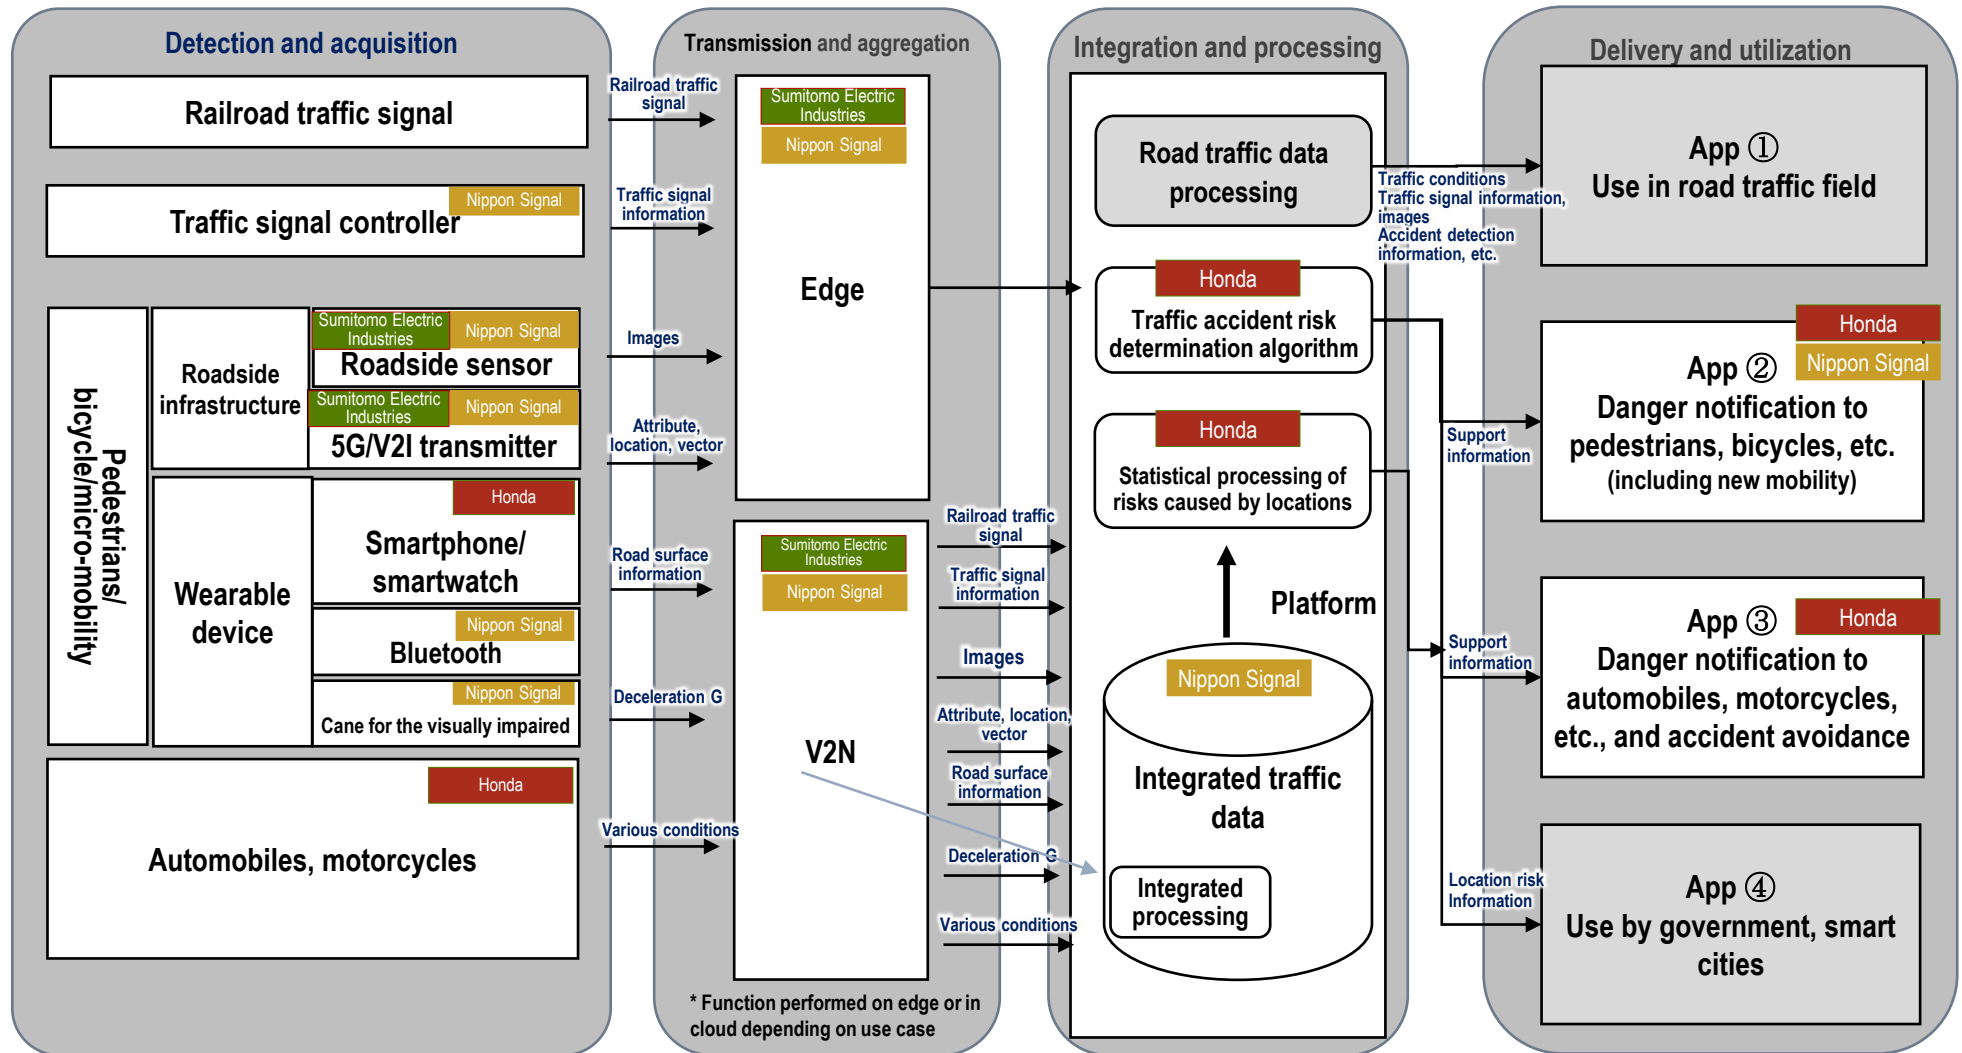 Detection and acquisition
Railroad traffic signal
Nippon Signal
Traffic signal controller
Pedestrians/
bicycle/micro-mobility
Roadside
infrastructure
Sumitomo Electric
Industries
Nippon Signal
Roadside sensor
Sumitomo Electric
Industries
Nippon Signal
5G/V2I transmitter
Wearable
device
Honda
Smartphone/
smartwatch
Nippon Signal
Bluetooth
Nippon Signal
Cane for the visually impaired
Honda
Automobiles, motorcycles
Railroad traffic
signal
Traffic signal
information
Images
Attribute,
location, vector
Road surface
information
Deceleration G
Various conditions
Transmission and aggregation
Sumitomo Electric
Industries
Nippon Signal
Edge
Sumitomo Electric
Industries
Nippon Signal
V2N
* Function performed on edge or in
cloud depending on use case
Railroad traffic
signal
Traffic signal
information
Images
Attribute, location,
vector
Road surface
information
Deceleration G
Various conditions
Integration and processing
Road traffic data
processing
Honda
Traffic accident risk
determination algorithm
Honda
Statistical processing of
risks caused by locations
Platform
Nippon Signal
Integrated traffic
data
Integrated
processing
Traffic conditions
Traffic signal information,
images
Accident detection
information, etc.
Support
information
Support
information
Location risk
Information
Delivery and utilization
App ①
Use in road traffic field
Honda
Nippon Signal
App ②
Danger notification to
pedestrians, bicycles, etc.
(including new mobility)
Honda
App ③
Danger notification to
automobiles, motorcycles,
etc., and accident avoidance
App ④
Use by government, smart
cities